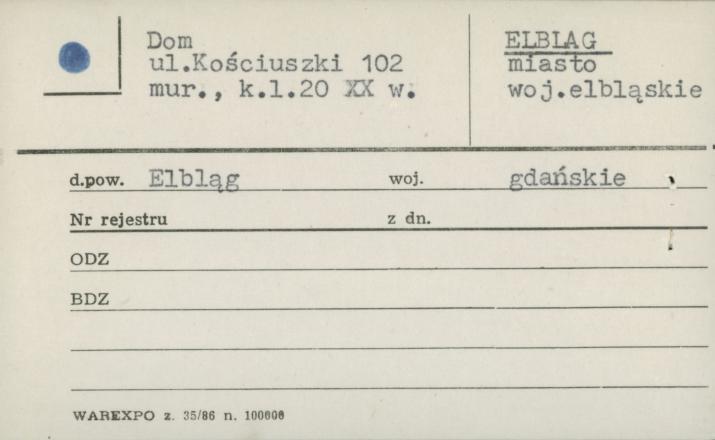 Dom
ul.Kościuszki 102
mur., k.l.20 XX w.
ELBLAG
miasto
woj.elbląskie
d.pow. Elbląg woj. gdańskie
Nr rejestru z dn.
ODZ
BDZ
WAREXPO z. 35/86 n. 100000